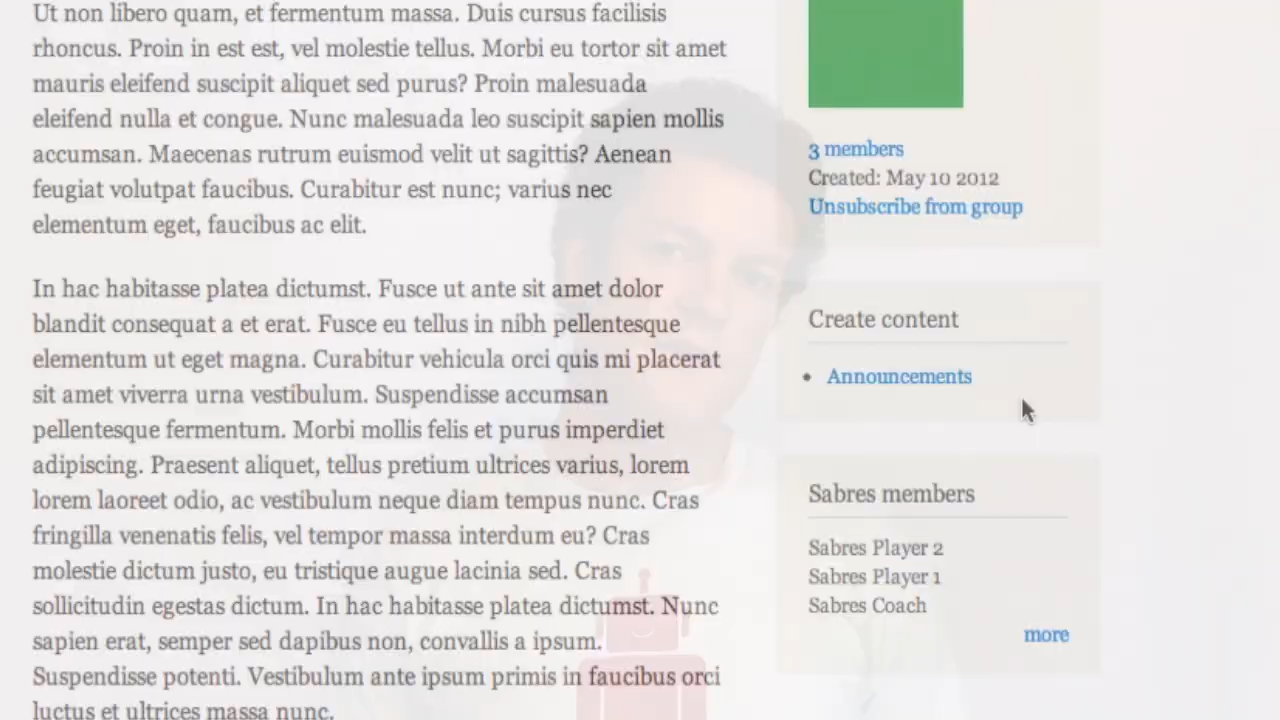 Ut non libero quam, et fermentum massa. Duis cursus facilisis
rhoncus. Proin in est est, vel molestie tellus. Morbi eu tortor sit amet
mauris eleifend suscipit aliquet sed purus? Proin malesuada
eleifend nulla et congue. Nunc malesuada leo suscipit sapien mollis
accumsan. Maecenas rutrum euismod velit ut sagittis? Aenean
feugiat volutpat faucibus. Curabitur est nunc; varius nec
elementum eget, faucibus ac elit.
In hac habitasse platea dictumst. Fusce ut ante sit amet dolor
blandit consequat a et erat. Fusce eu tellus in nibh pellentesque
elementum ut eget magna. Curabitur vehicula orci quis mi placerat
sit amet viverra urna vestibulum. Suspendisse accumsan
pellentesque fermentum. Morbi mollis felis et purus imperdiet
adipiscing. Praesent aliquet, tellus pretium ultrices varius, lorem
lorem laoreet odio, ac vestibulum neque diam tempus nunc. Cras
fringilla venenatis felis, vel tempor massa interdum eu? Cras
molestie dictum justo, eu tristique augue lacinia sed. Cras
sollicitudin egestas dictum. In hac habitasse platea dictumst. Nunc
sapien erat, semper sed dapibus non, convallis a ipsum.
Suspendisse potenti. Vestibulum ante ipsum primis in faucibus orci
luctus et ultrices massa nunc.
3 members
Created: May 10 2012
Unsubscribe from group
Create content
Announcements
Sabres members
Sabres Player 2
Sabres Player 1
Sabres Coach
more